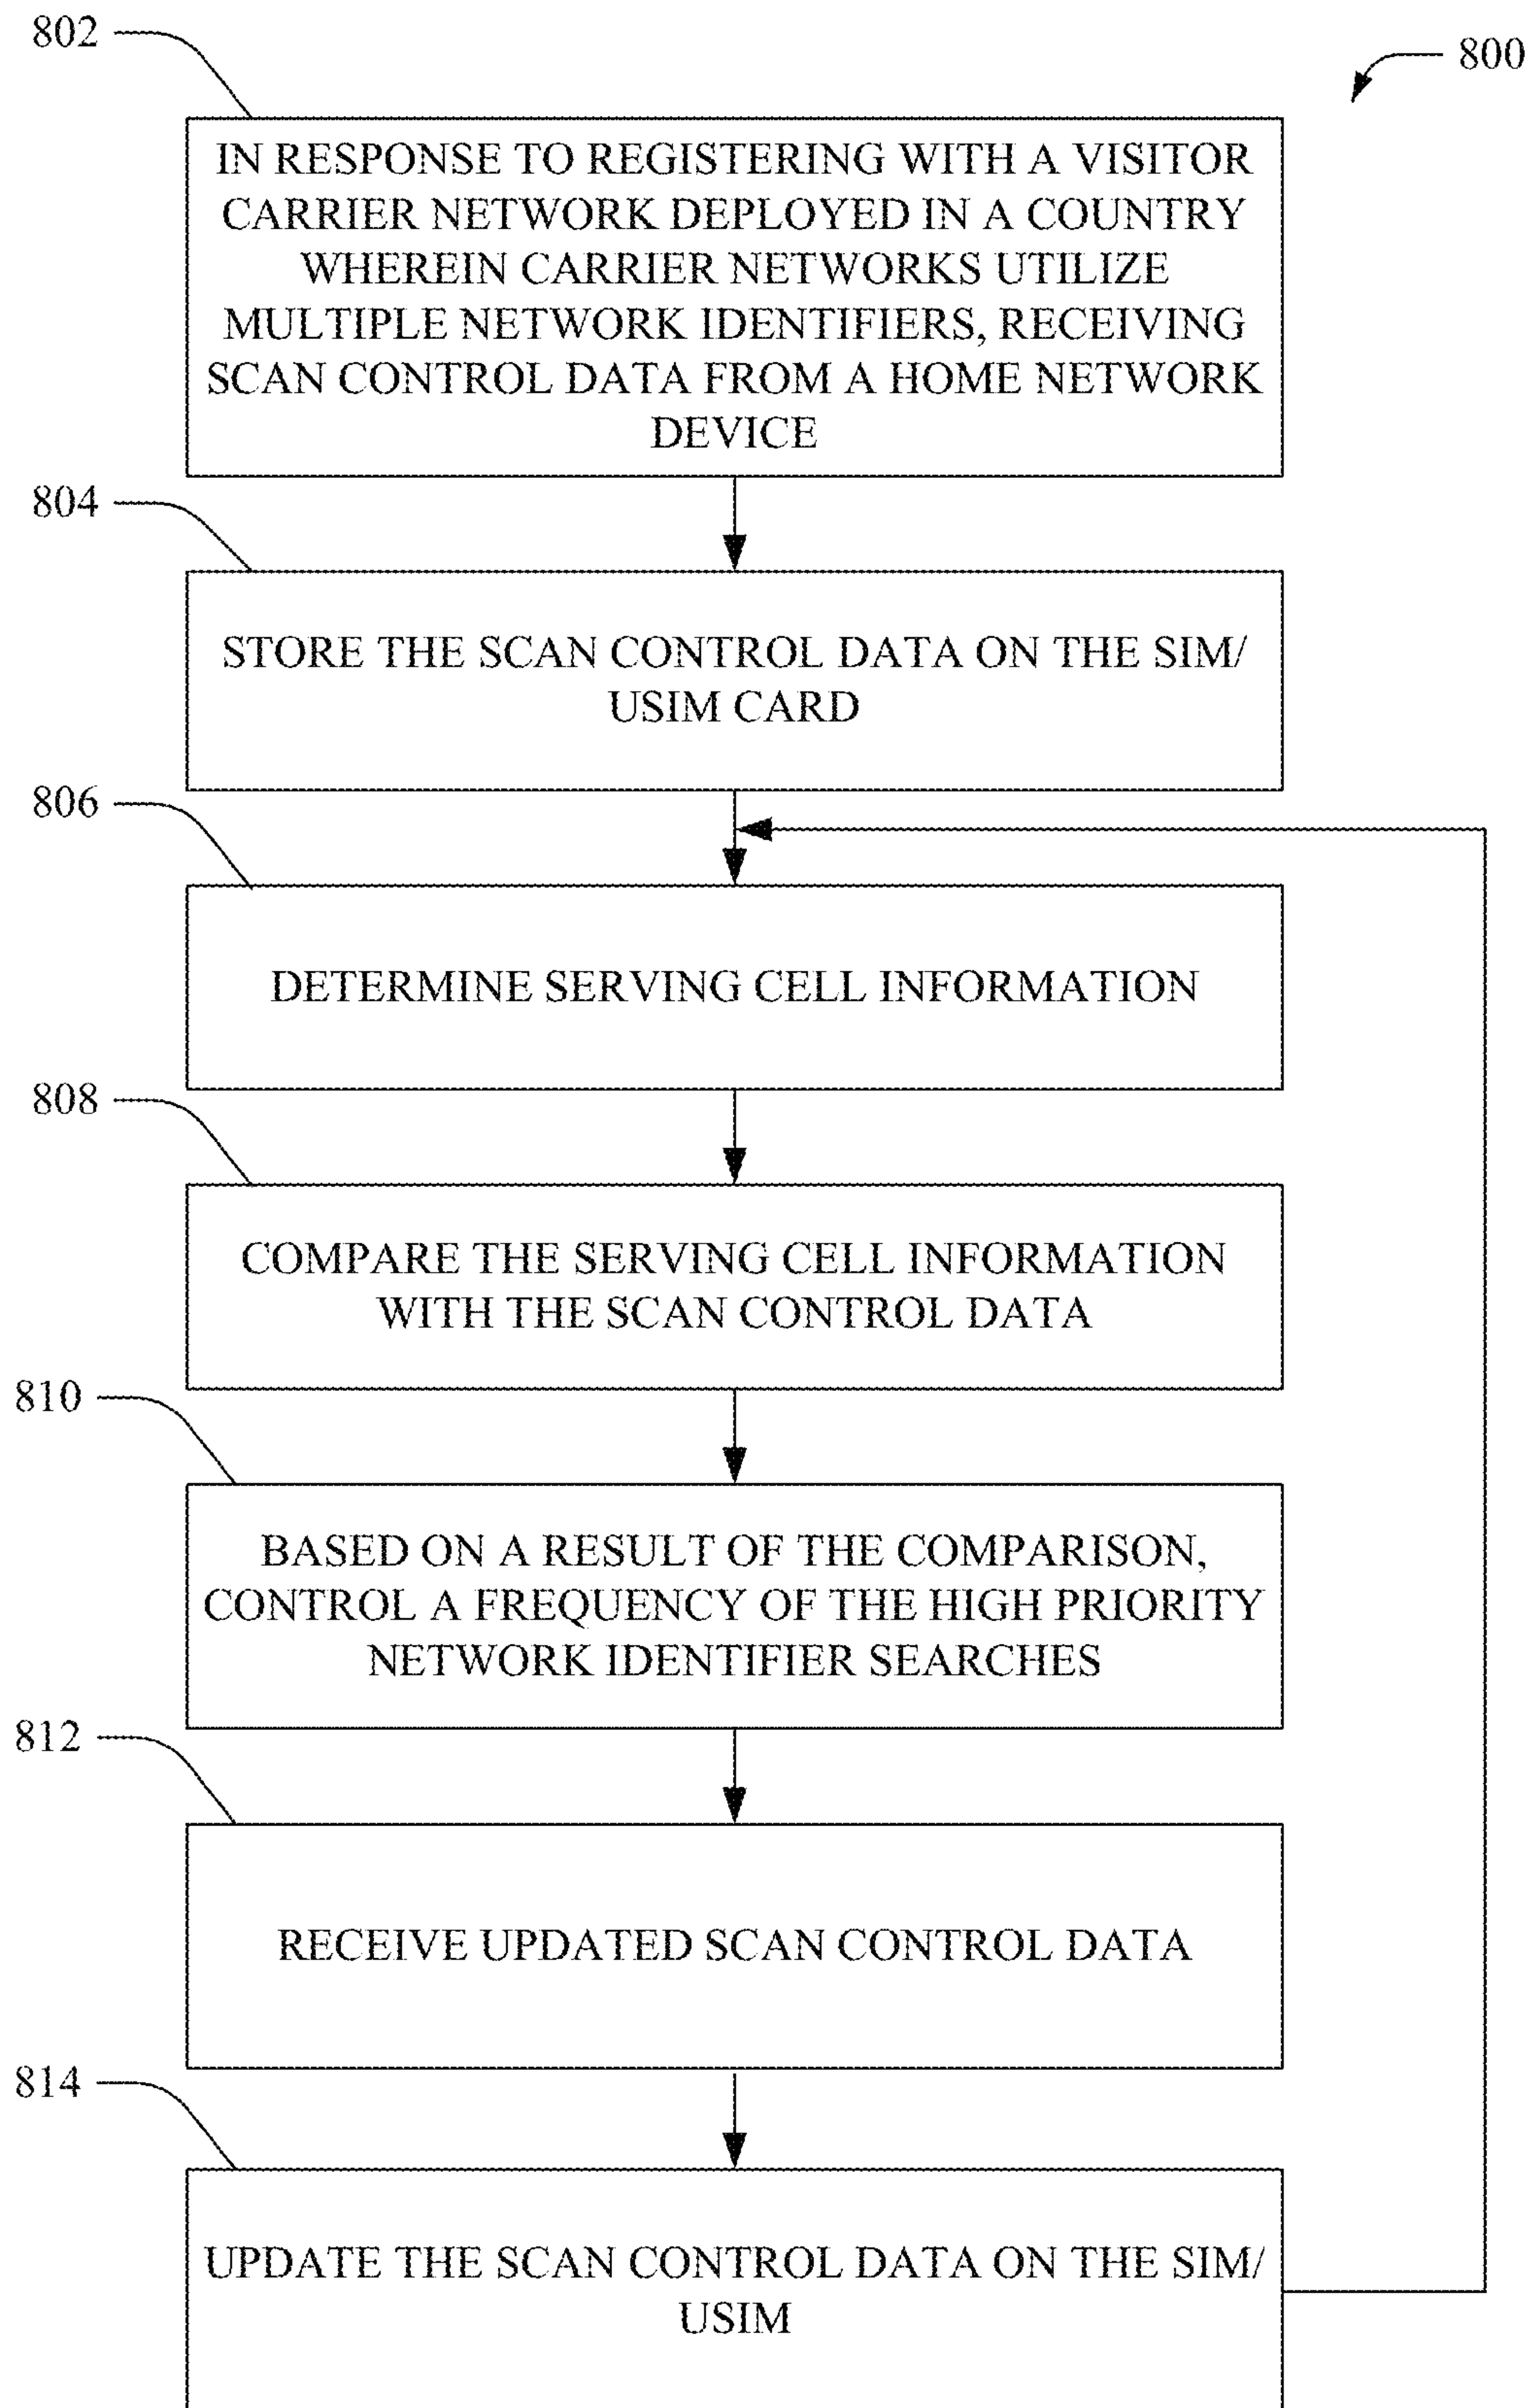 802
800
IN RESPONSE TO REGISTERING WITH A VISITOR
CARRIER NETWORK DEPLOYED IN A COUNTRY
WHEREIN CARRIER NETWORKS UTILIZE
MULTIPLE NETWORK IDENTIFIERS, RECEIVING
SCAN CONTROL DATA FROM A HOME NETWORK
DEVICE
804
STORE THE SCAN CONTROL DATA ON THE SIM/
USIM CARD
806
DETERMINE SERVING CELL INFORMATION
808
COMPARE THE SERVING CELL INFORMATION
WITH THE SCAN CONTROL DATA
810
BASED ON A RESULT OF THE COMPARISON,
CONTROL A FREQUENCY OF THE HIGH PRIORITY
NETWORK IDENTIFIER SEARCHES
812
RECEIVE UPDATED SCAN CONTROL DATA
814
UPDATE THE SCAN CONTROL DATA ON THE SIM/
USIM